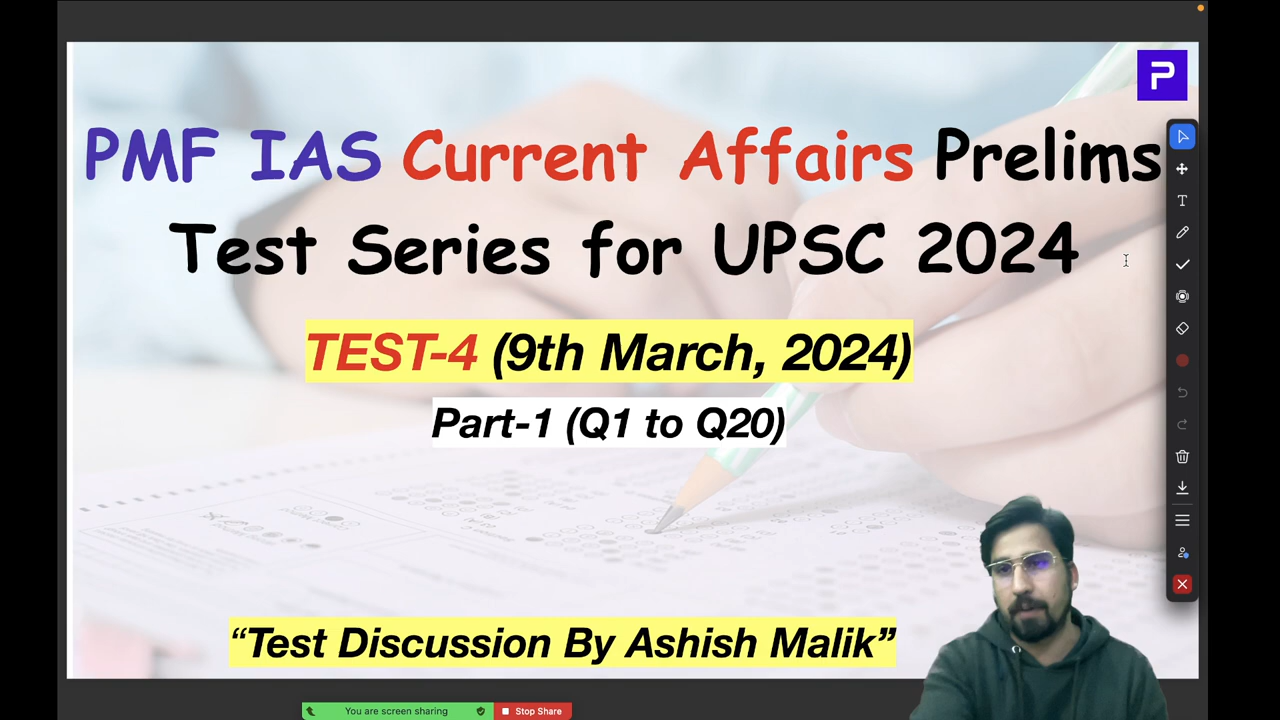 P
PMF IAS Current Affairs Prelims
Test Series for UPSC 2024
TEST-4 (9th March, 2024)
Part-1 (Q1 to Q20)
“Test Discussion By Ashish Malik”
T
You are screen sharing
Stop Share